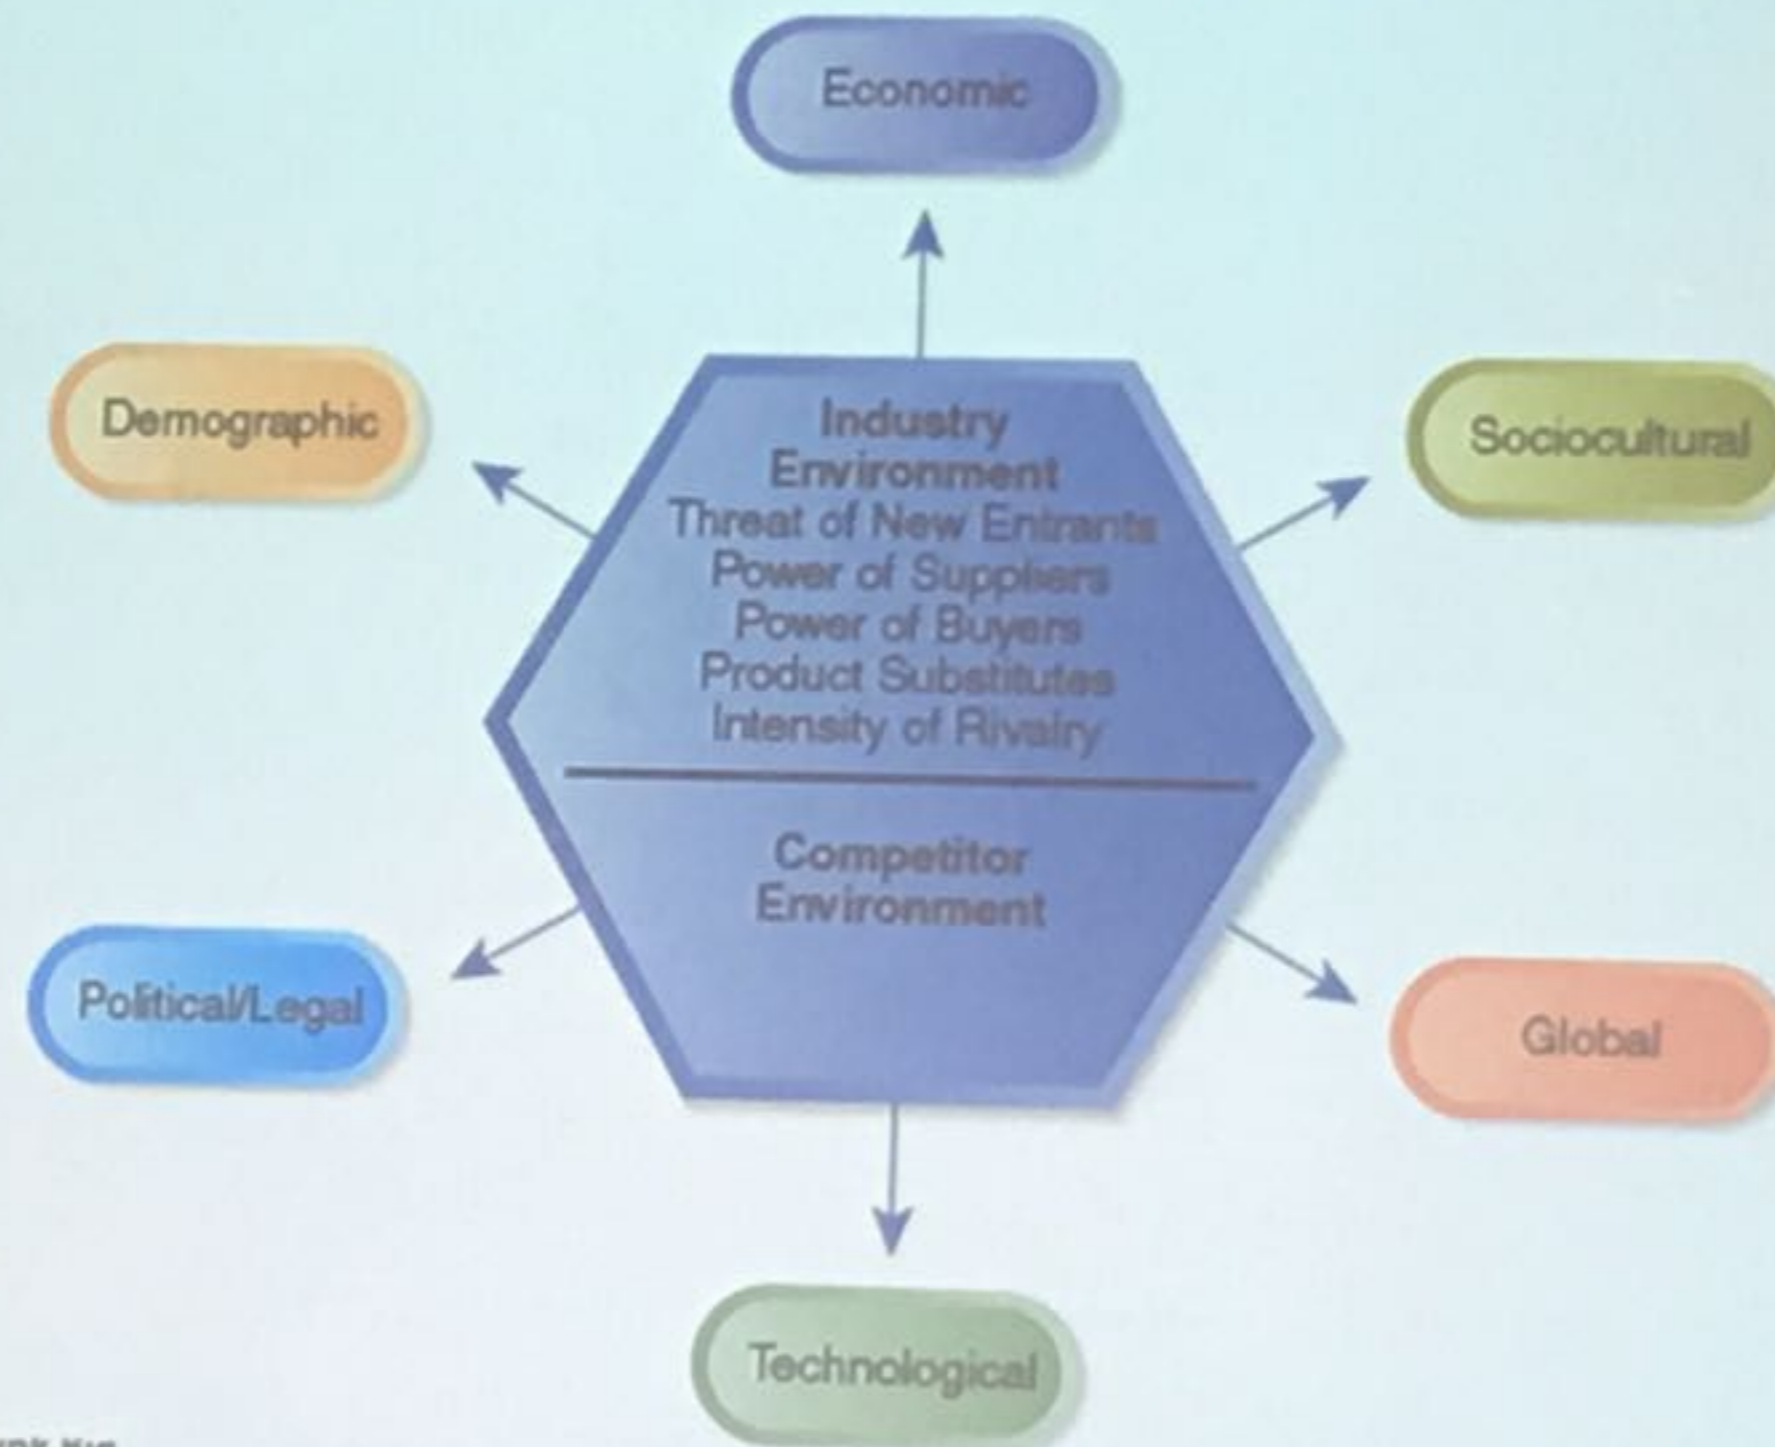 Economic
Demographic
Sociocultural
Industry
Environment
Threat of New Entrants
Power of Suppliers
Power of Buyers
Product Substitutes
Intensity of Rivalry
Competitor
Environment
Political/Legal
Global
Technological